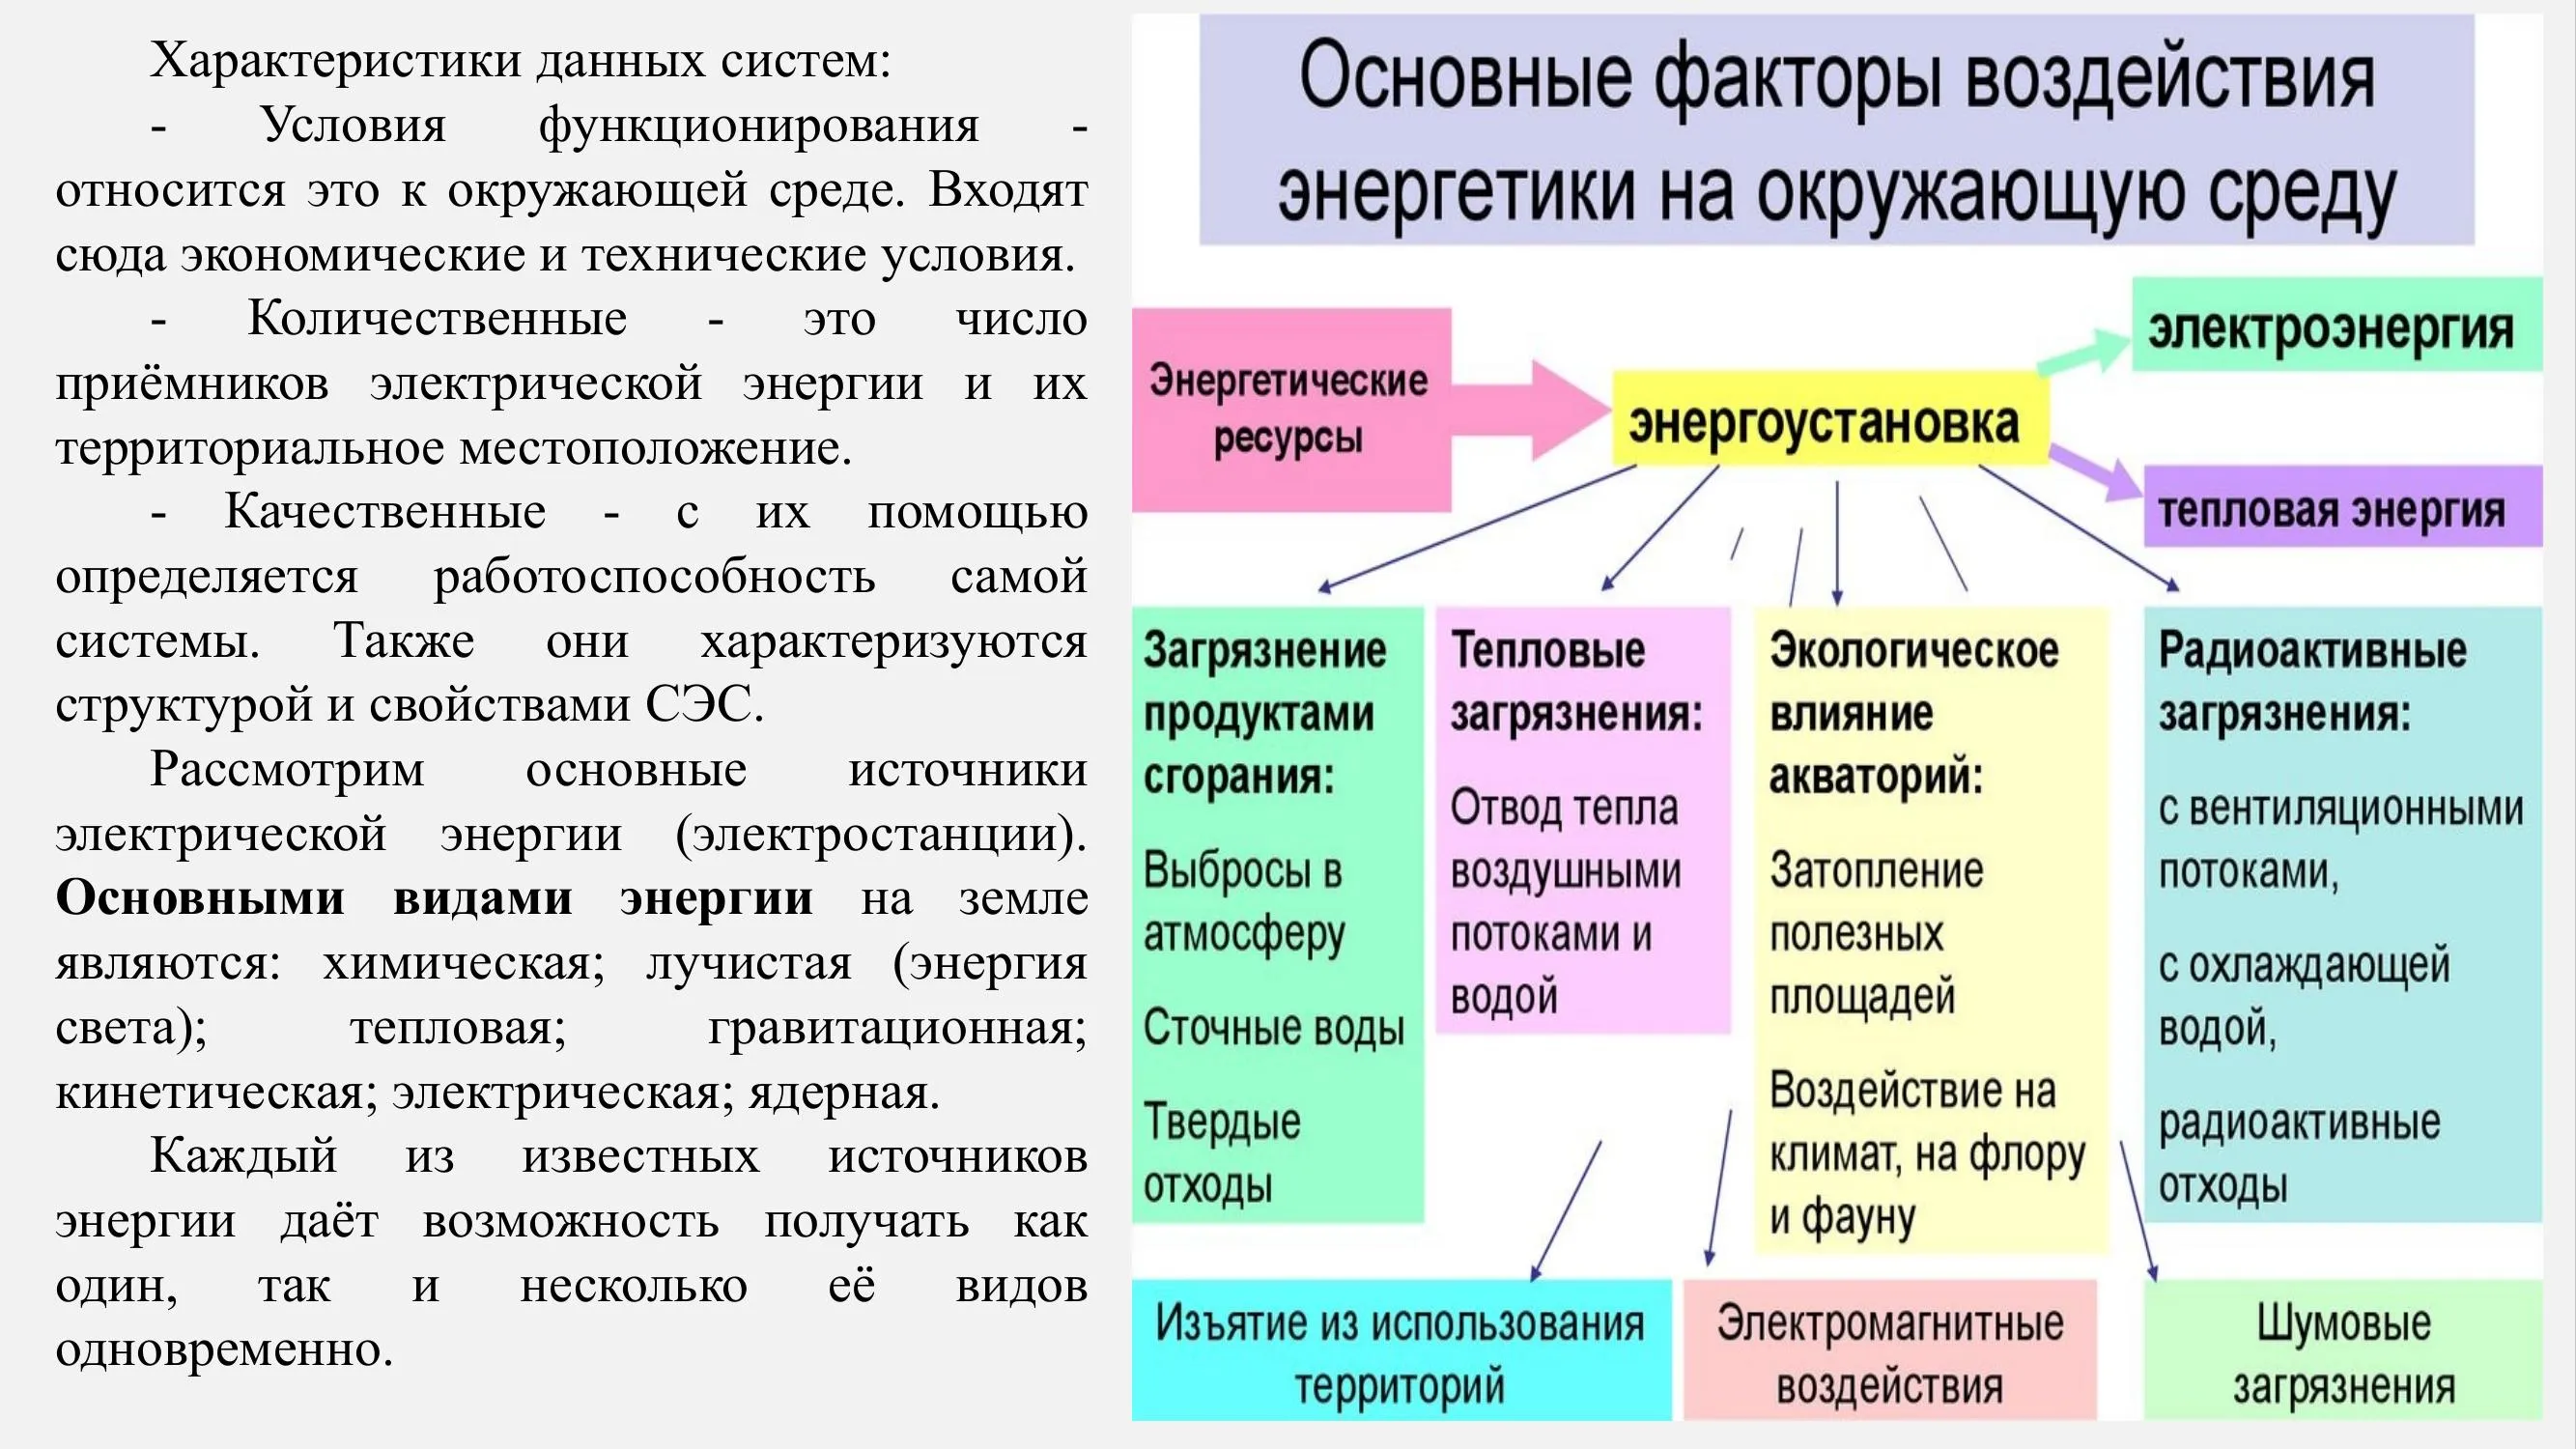 Характеристики данных систем:
- Условия функционирования -
относится это к окружающей среде. Входят
сюда экономические и технические условия.
- Количественные - это число
приёмников электрической энергии и их
территориальное местоположение.
- Качественные - с их помощью
определяется работоспособность самой
системы. Также они характеризуются
структурой и свойствами СЭС.
Рассмотрим основные источники
электрической энергии (электростанции).
Основными видами энергии на земле
являются: химическая; лучистая (энергия
света); тепловая; гравитационная;
кинетическая; электрическая; ядерная.
Каждый из известных источников
энергии даёт возможность получать как
один, так и несколько её видов
одновременно.
Основные факторы воздействия
энергетики на окружающую среду
Энергетические
ресурсы
энергоустановка
электроэнергия
тепловая энергия
Загрязнение
продуктами
сгорания:
Выбросы в
атмосферу
Сточные воды
Твердые
отходы
Тепловые
загрязнения:
Отвод тепла
воздушными
потоками и
водой
Экологическое
влияние
акваторий:
Затопление
полезных
площадей
Воздействие на
климат, на флору
и фауну
Радиоактивные
загрязнения:
с вентиляционными
потоками,
с охлаждающей
водой,
радиоактивные
отходы
Изъятие из использования
территорий
Электромагнитные
воздействия
Шумовые
загрязнения